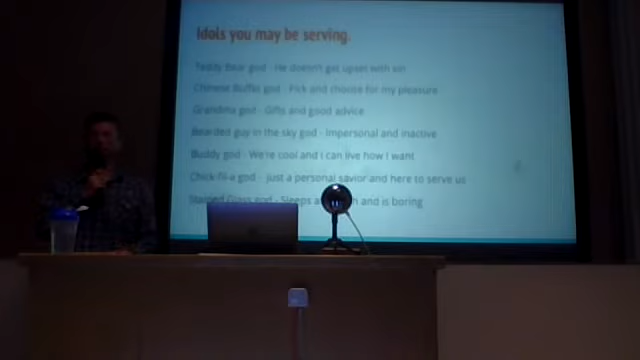 Idols you may be serving.
Teddy Bear god - He doesn't get upset with sin
Chinese Buffet god - Pick and choose for my pleasure
Grandma god - Gifts and good advice
Bearded guy in the sky god - Impersonal and inactive
Buddy god - We're cool and I can live how I want
Chick-fil-a god - just a personal savior and here to serve us
Stained Glass god - Sleeps and is boring